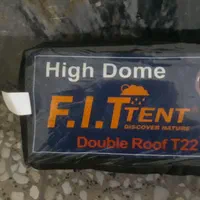 High Dome
F.I.T TENT
DISCOVER NATURE
Double Roof T22